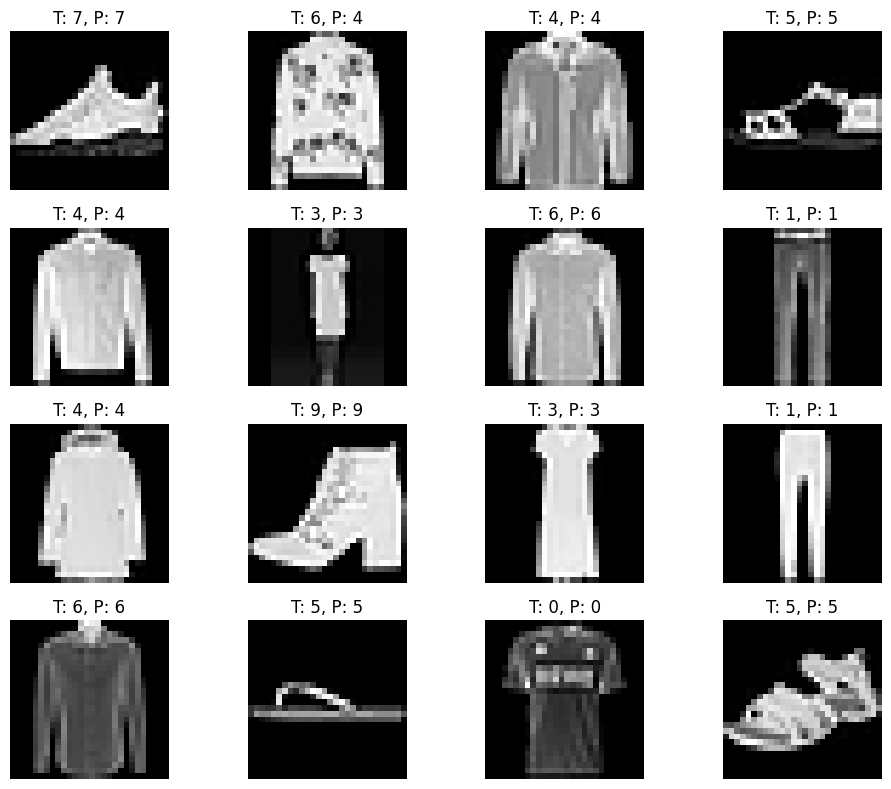 T: 7, P: 7
T: 6, P: 4
T: 4, P: 4
T: 5, P: 5
T: 4, P: 4
T: 3, P: 3
T: 6, P: 6
T: 1, P: 1
T: 4, P: 4
T: 9, P: 9
T: 3, P: 3
T: 1, P: 1
T: 6, P: 6
T: 5, P: 5
T: 0, P: 0
T: 5, P: 5